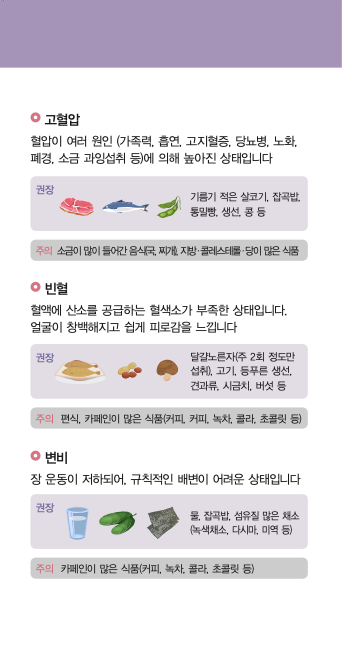 고혈압
혈압이 여러 원인 (가족력, 흡연, 고지혈증, 당뇨병, 노화,
폐경, 소금 과잉섭취 등)에 의해 높아진 상태입니다
권장
기름기 적은 살코기, 잡곡밥,
통밀빵, 생선, 콩 등
주의 소금이 많이 들어간 음식(국, 찌개), 지방·콜레스테롤·당이 많은 식품
빈혈
혈액에 산소를 공급하는 혈색소가 부족한 상태입니다.
얼굴이 창백해지고 쉽게 피로감을 느낍니다
권장
달걀노른자(주 2회 정도만
섭취), 고기, 등푸른 생선,
견과류, 시금치, 버섯 등
주의 편식, 카페인이 많은 식품(커피, 커피, 녹차, 콜라, 초콜릿 등)
변비
장 운동이 저하되어, 규칙적인 배변이 어려운 상태입니다
권장
물, 잡곡밥, 섬유질 많은 채소
(녹색채소, 다시마, 미역 등)
주의 카페인이 많은 식품(커피, 녹차, 콜라, 초콜릿 등)